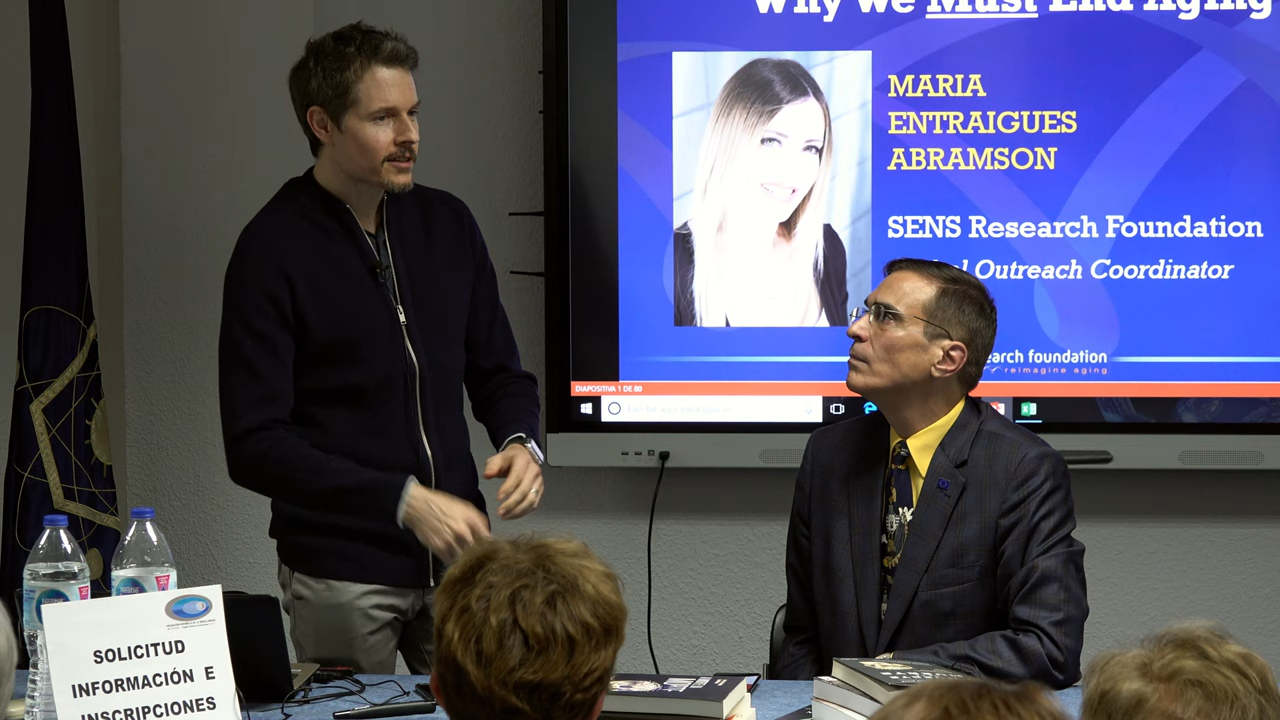 Why We Must End Aging
MARIA
ENTRAIGUES
ABRAMSON
SENS Research Foundation
Outreach Coordinator
earch foundation
reimagine aging
DIAPOSITIVA 1 DE 80
SOLICITUD
INFORMACIÓN E
INSCRIPCIONES